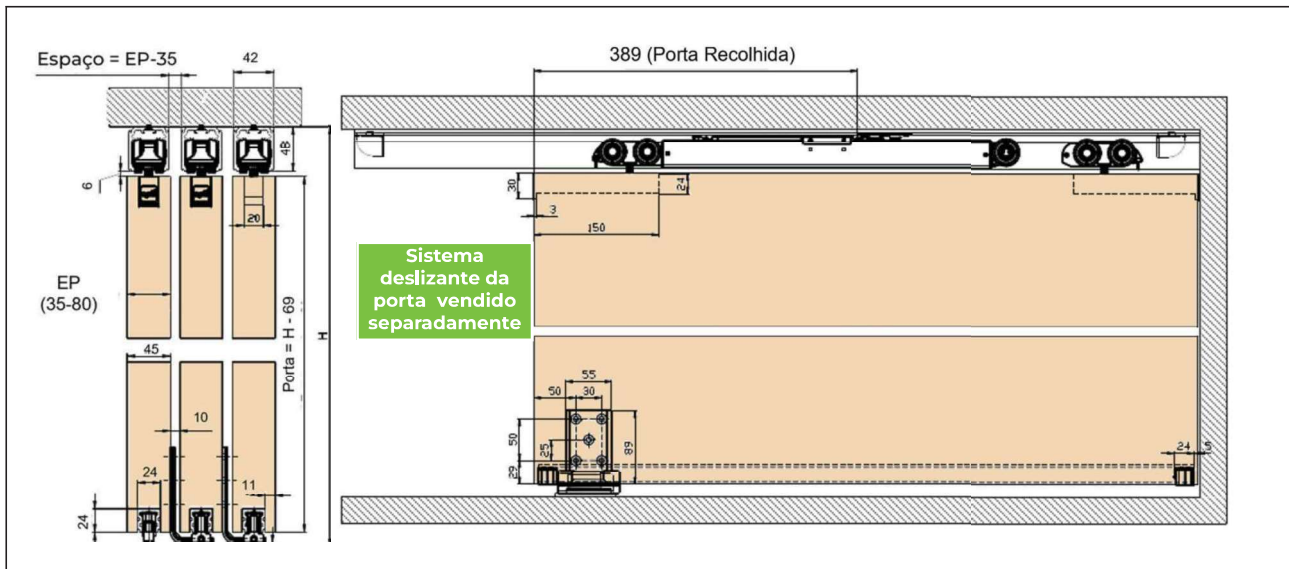 Espaço = EP-35
42
389 (Porta Recolhida)
48
6
20
30
24
3
150
Sistema
deslizante da
porta vendido
separadamente
EP
(35-80)
Porta = H - 69
H
45
10
24
11
24
55
50
30
50
25
29
89
24
5